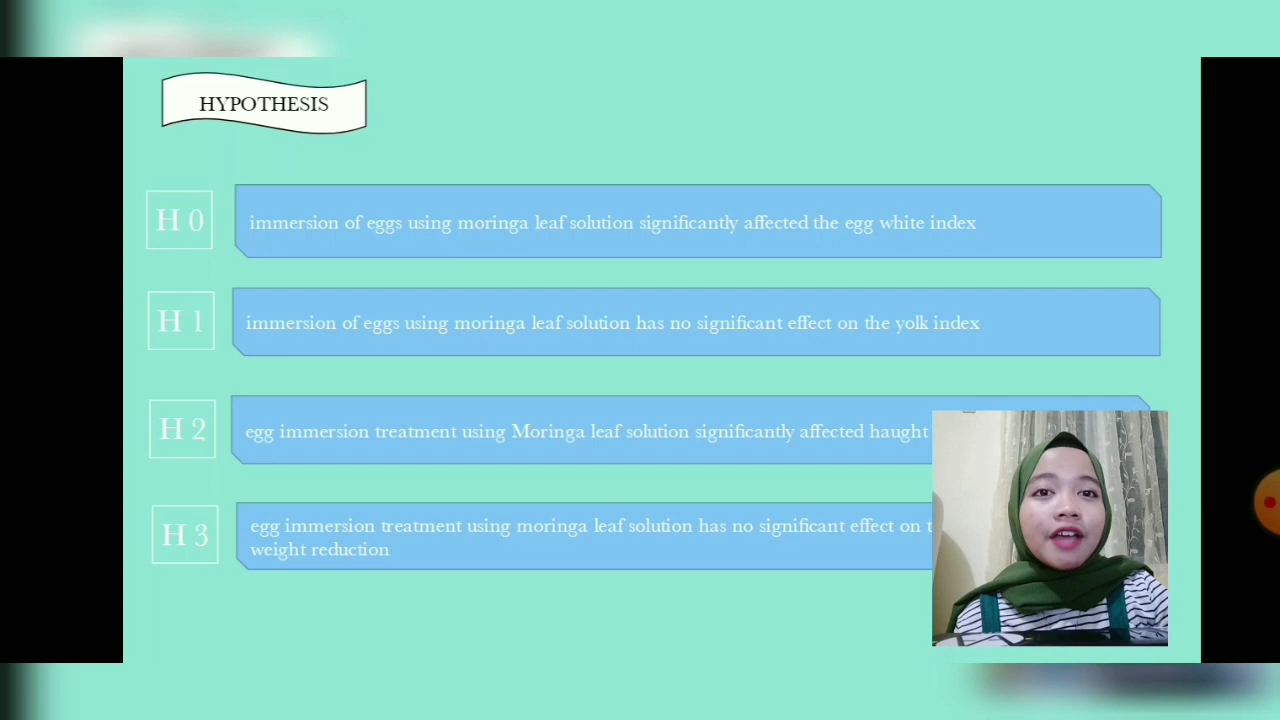 HYPOTHESIS
H 0
immersion of eggs using moringa leaf solution significantly affected the egg white index
H 1
immersion of eggs using moringa leaf solution has no significant effect on the yolk index
H 2
egg immersion treatment using Moringa leaf solution significantly affected haught
H 3
egg immersion treatment using moringa leaf solution has no significant effect on
weight reduction